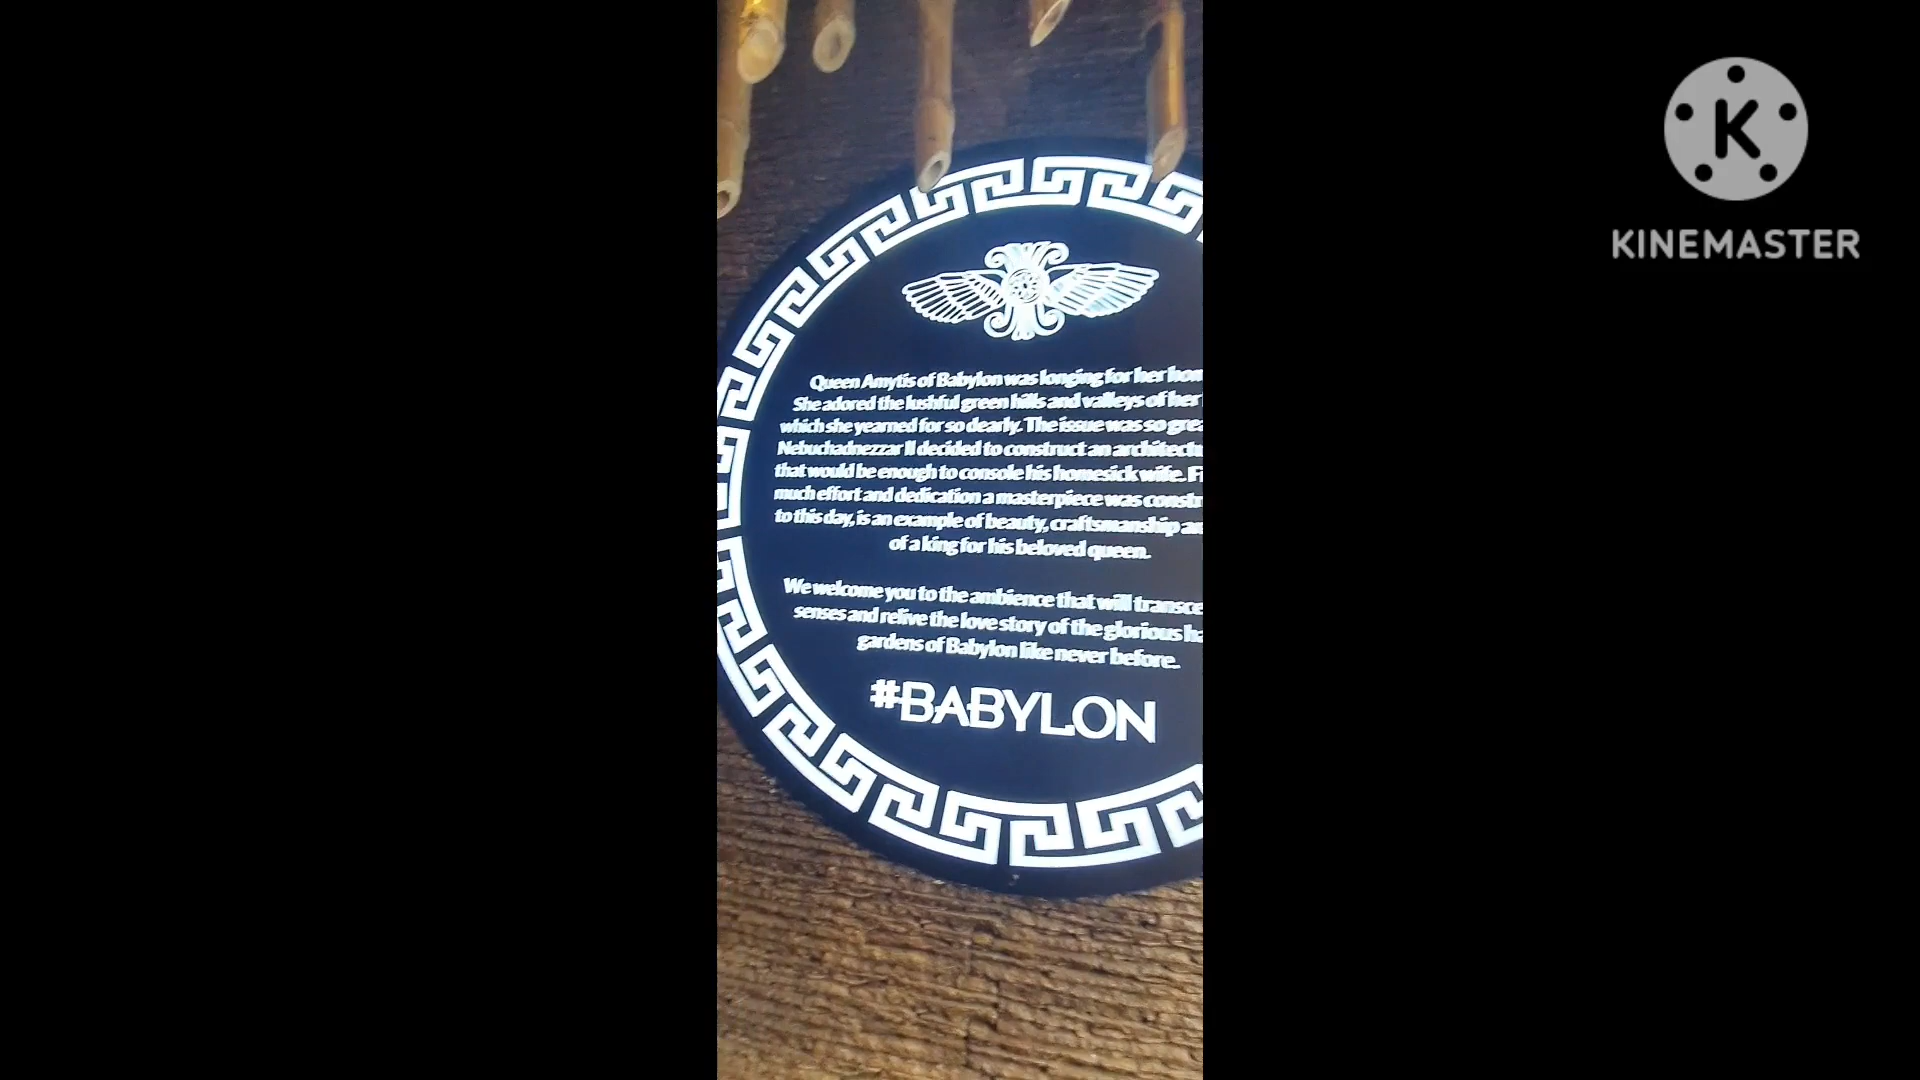 Queen Amytis of Babylon was longing for her
She adored the lushful green hills and valleys of her
which she yearned for so dearly. The issue was so
Nebuchadnezzar II decided to construct an
that would be enough to console his homesick wife.
much effort and dedication a masterpiece was
to this day, is an example of beauty, craftsmanship
of a king for his beloved queen.
We welcome you to the ambience that will
senses and relive the love story of the glorious
gardens of Babylon like never before.
#BABYLON
K
KINEMASTER